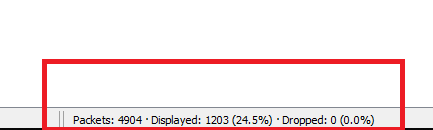 Packets: 4904 · Displayed: 1203 (24.5%) · Dropped: 0 (0.0%)